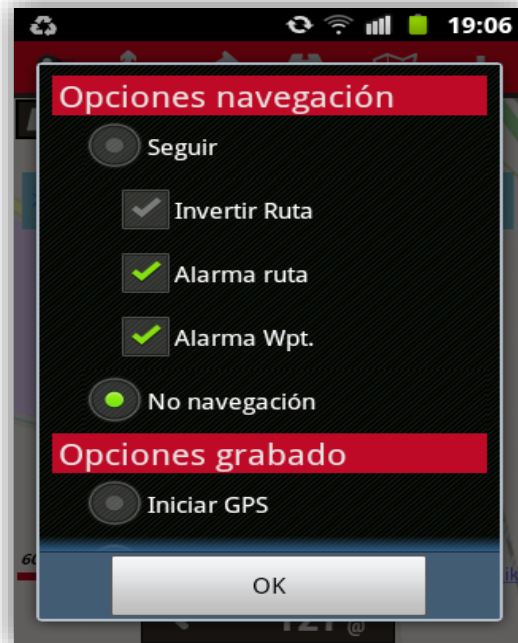 19:06
Opciones navegación
Seguir
Invertir Ruta
Alarma ruta
Alarma Wpt.
No navegación
Opciones grabado
Iniciar GPS
OK